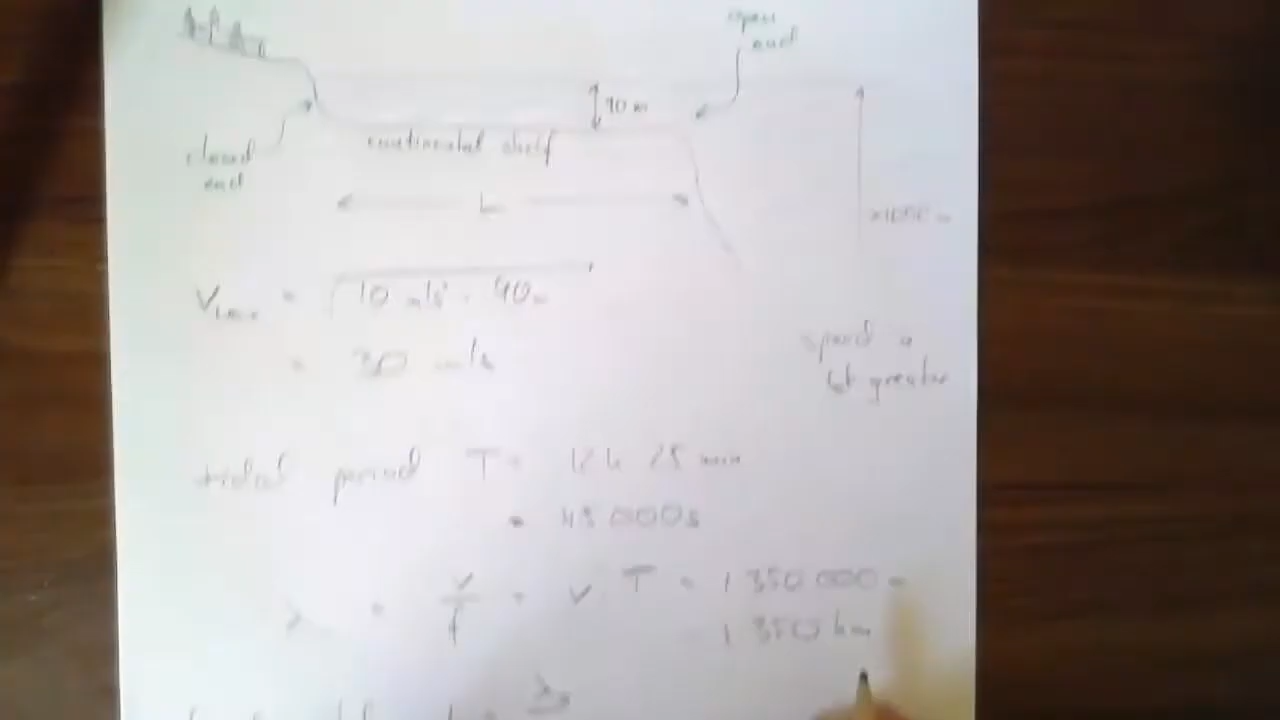 open
end
90 m
closed
end
continental shelf
L
>1000 m
V = √10 m/s² · 90 m
= 30 m/s
speed is
lot greater
tidal period T = 12 h 25 min
= 45 000 s
λ = v/f = v · T = 1 350 000 m
1 350 km